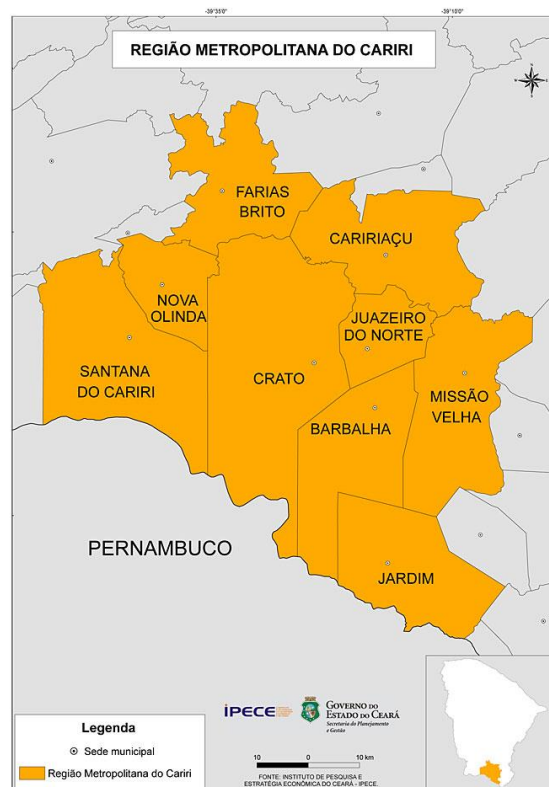 -39°35'0"
-39°10'0"
REGIÃO METROPOLITANA DO CARIRI
FARIAS
BRITO
CARIRIAÇU
NOVA
OLINDA
JUAZEIRO
DO NORTE
SANTANA
DO CARIRI
CRATO
MISSÃO
VELHA
BARBALHA
PERNAMBUCO
JARDIM
Legenda
Sede municipal
Região Metropolitana do Cariri
IPECE
GOVERNO DO
ESTADO DO CEARÁ
Secretaria do Planejamento
e Gestão
10 0 10 km
FONTE: INSTITUTO DE PESQUISA E
ESTRATÉGIA ECONÔMICA DO CEARÁ - IPECE.